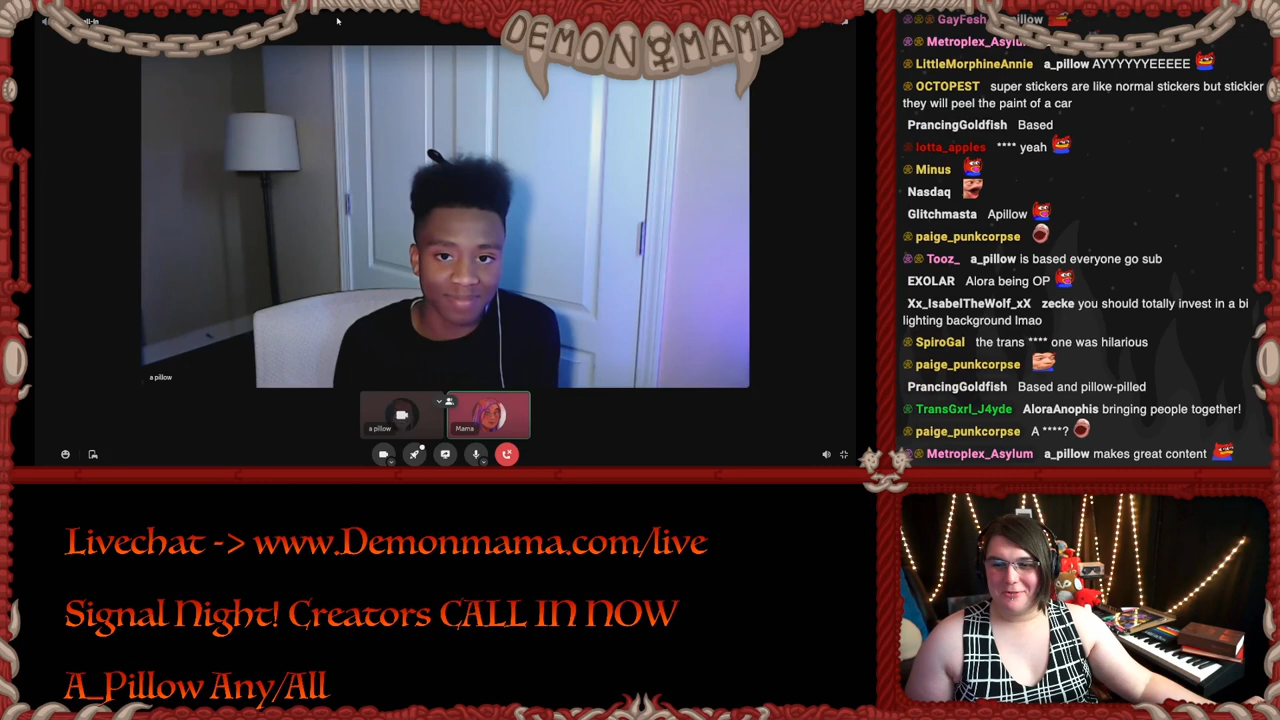 DEMON MAMA
a pillow
a pillow
Mama
GayFesh
Metroplex_Asylum
LittleMorphineAnnie a_pillow AYYYYYYEEEEE
OCTOPEST super stickers are like normal stickers but stickier
they will peel the paint of a car
PrancingGoldfish Based
lotta_apples **** yeah
Minus
Nasdaq
Glitchmasta Apillow
paige_punkcorpse
Tooz_ a_pillow is based everyone go sub
EXOLAR Alora being OP
Xx_IsabelTheWolf_xX zecke you should totally invest in a bi
lighting background lmao
SpiroGal the trans **** one was hilarious
paige_punkcorpse
PrancingGoldfish Based and pillow-pilled
TransGxrl_J4yde AloraAnophis bringing people together!
paige_punkcorpse A ****?
Metroplex_Asylum a_pillow makes great content
Livechat -> www.Demonmama.com/live
Signal Night! Creators CALL IN NOW
A_Pillow Any/All